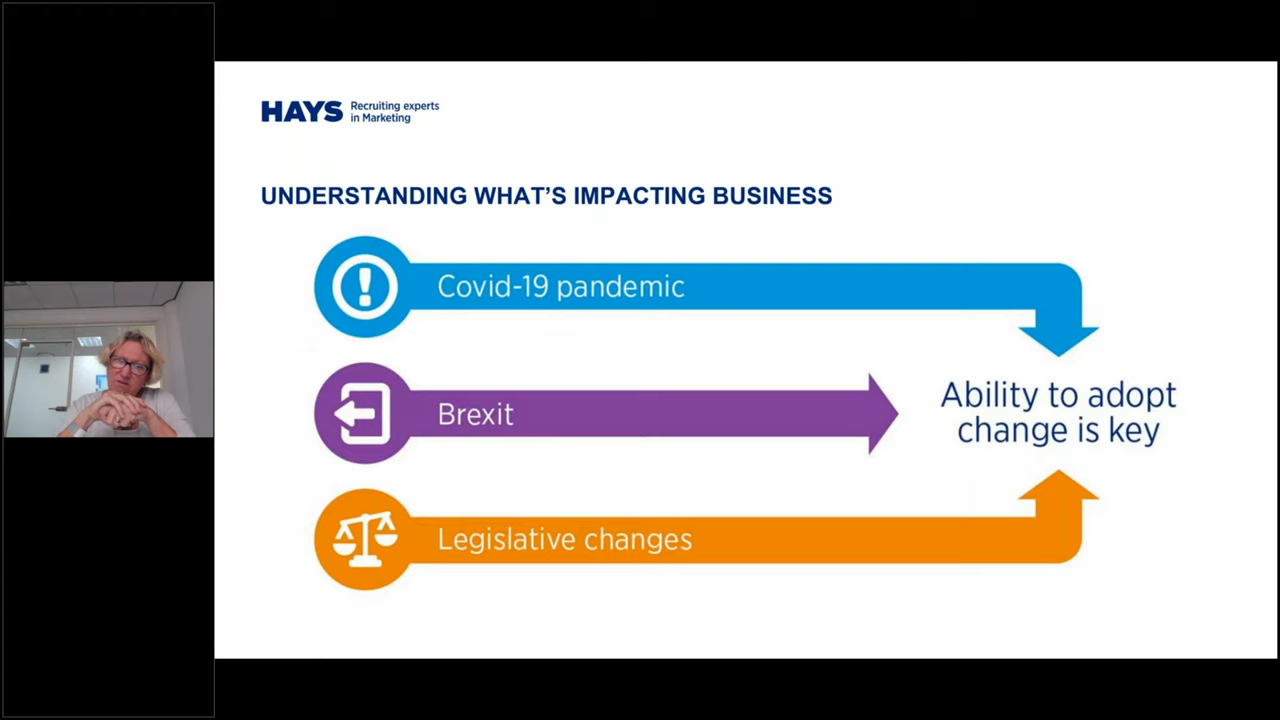 HAYS Recruiting experts
in Marketing
UNDERSTANDING WHAT'S IMPACTING BUSINESS
Covid-19 pandemic
Brexit
Ability to adopt
change is key
Legislative changes